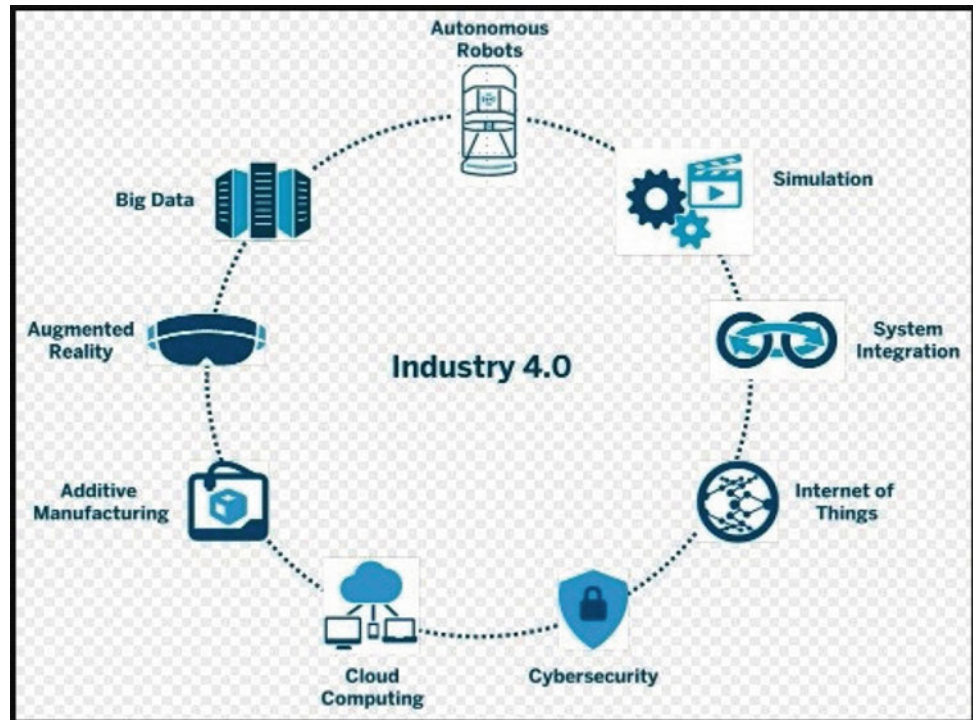 Autonomous
Robots
Simulation
System
Integration
Internet of
Things
Cybersecurity
Cloud
Computing
Additive
Manufacturing
Augmented
Reality
Big Data
Industry 4.0